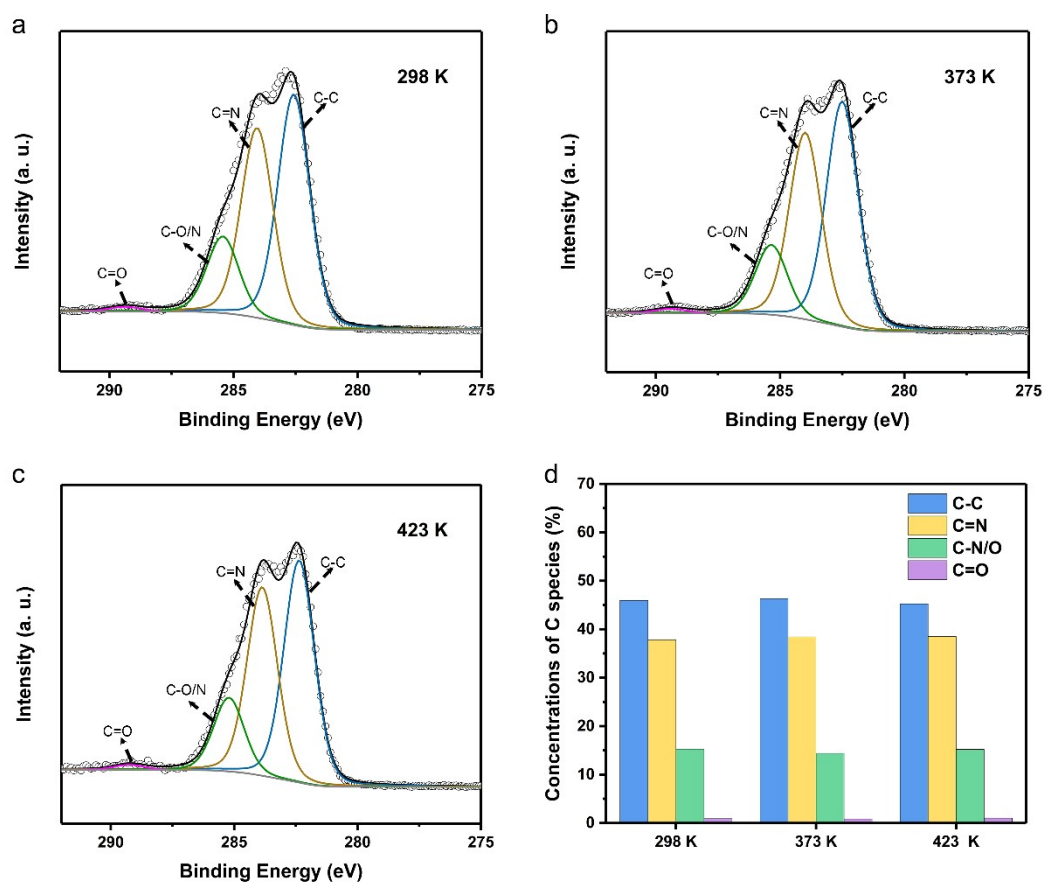 a
298 K
C=N
C-C
C-O/N
C=O
Intensity (a. u.)
290 285 280 275
Binding Energy (eV)
b
373 K
C=N
C-C
C-O/N
C=O
Intensity (a. u.)
290 285 280 275
Binding Energy (eV)
c
423 K
C=N
C-C
C-O/N
C=O
Intensity (a. u.)
290 285 280 275
Binding Energy (eV)
d
C-C
C=N
C-N/O
C=O
Concentrations of C species (%)
70
60
50
40
30
20
10
0
298 K 373 K 423 K